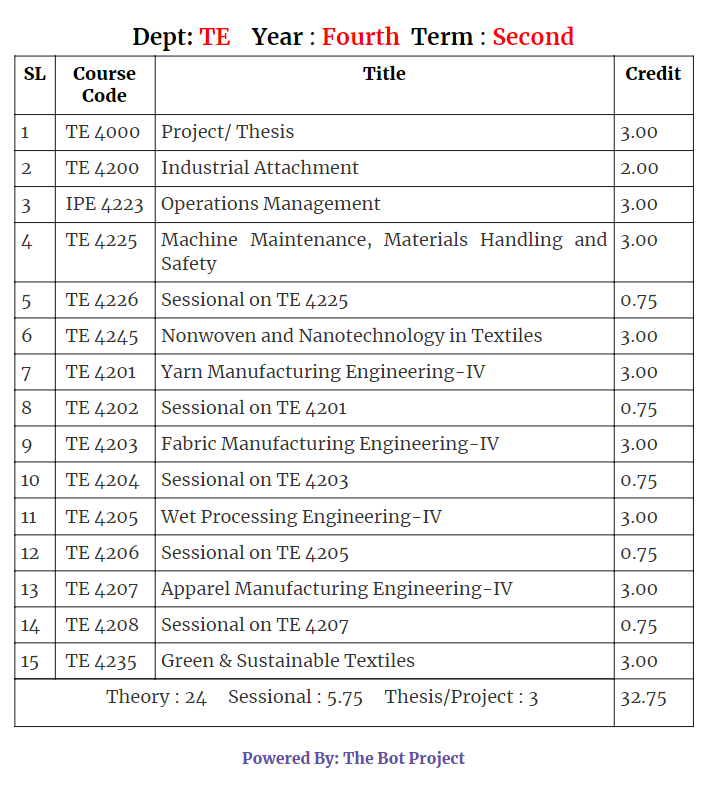 Dept: TE Year : Fourth Term : Second
SL Course Code Title Credit
1 TE 4000 Project/ Thesis 3.00
2 TE 4200 Industrial Attachment 2.00
3 IPE 4223 Operations Management 3.00
4 TE 4225 Machine Maintenance, Materials Handling and Safety 3.00
5 TE 4226 Sessional on TE 4225 0.75
6 TE 4245 Nonwoven and Nanotechnology in Textiles 3.00
7 TE 4201 Yarn Manufacturing Engineering-IV 3.00
8 TE 4202 Sessional on TE 4201 0.75
9 TE 4203 Fabric Manufacturing Engineering-IV 3.00
10 TE 4204 Sessional on TE 4203 0.75
11 TE 4205 Wet Processing Engineering-IV 3.00
12 TE 4206 Sessional on TE 4205 0.75
13 TE 4207 Apparel Manufacturing Engineering-IV 3.00
14 TE 4208 Sessional on TE 4207 0.75
15 TE 4235 Green & Sustainable Textiles 3.00
Theory : 24 Sessional : 5.75 Thesis/Project : 3 32.75
Powered By: The Bot Project